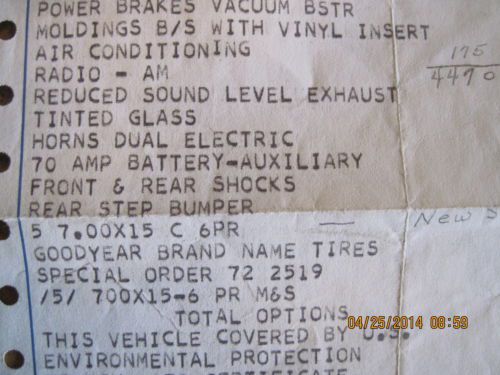 POWER BRAKES VACUUM BSTR
MOLDINGS B/S WITH VINYL INSERT
AIR CONDITIONING
175
RADIO - AM
4490
REDUCED SOUND LEVEL EXHAUST
TINTED GLASS
HORNS DUAL ELECTRIC
70 AMP BATTERY-AUXILIARY
FRONT & REAR SHOCKS
REAR STEP BUMPER
New
5 7.00X15 C 6PR
GOODYEAR BRAND NAME TIRES
SPECIAL ORDER 72 2519
/5/ 700X15-6 PR M&S
TOTAL OPTIONS
04/25/2014 08:59
THIS VEHICLE COVERED BY U.S.
ENVIRONMENTAL PROTECTION